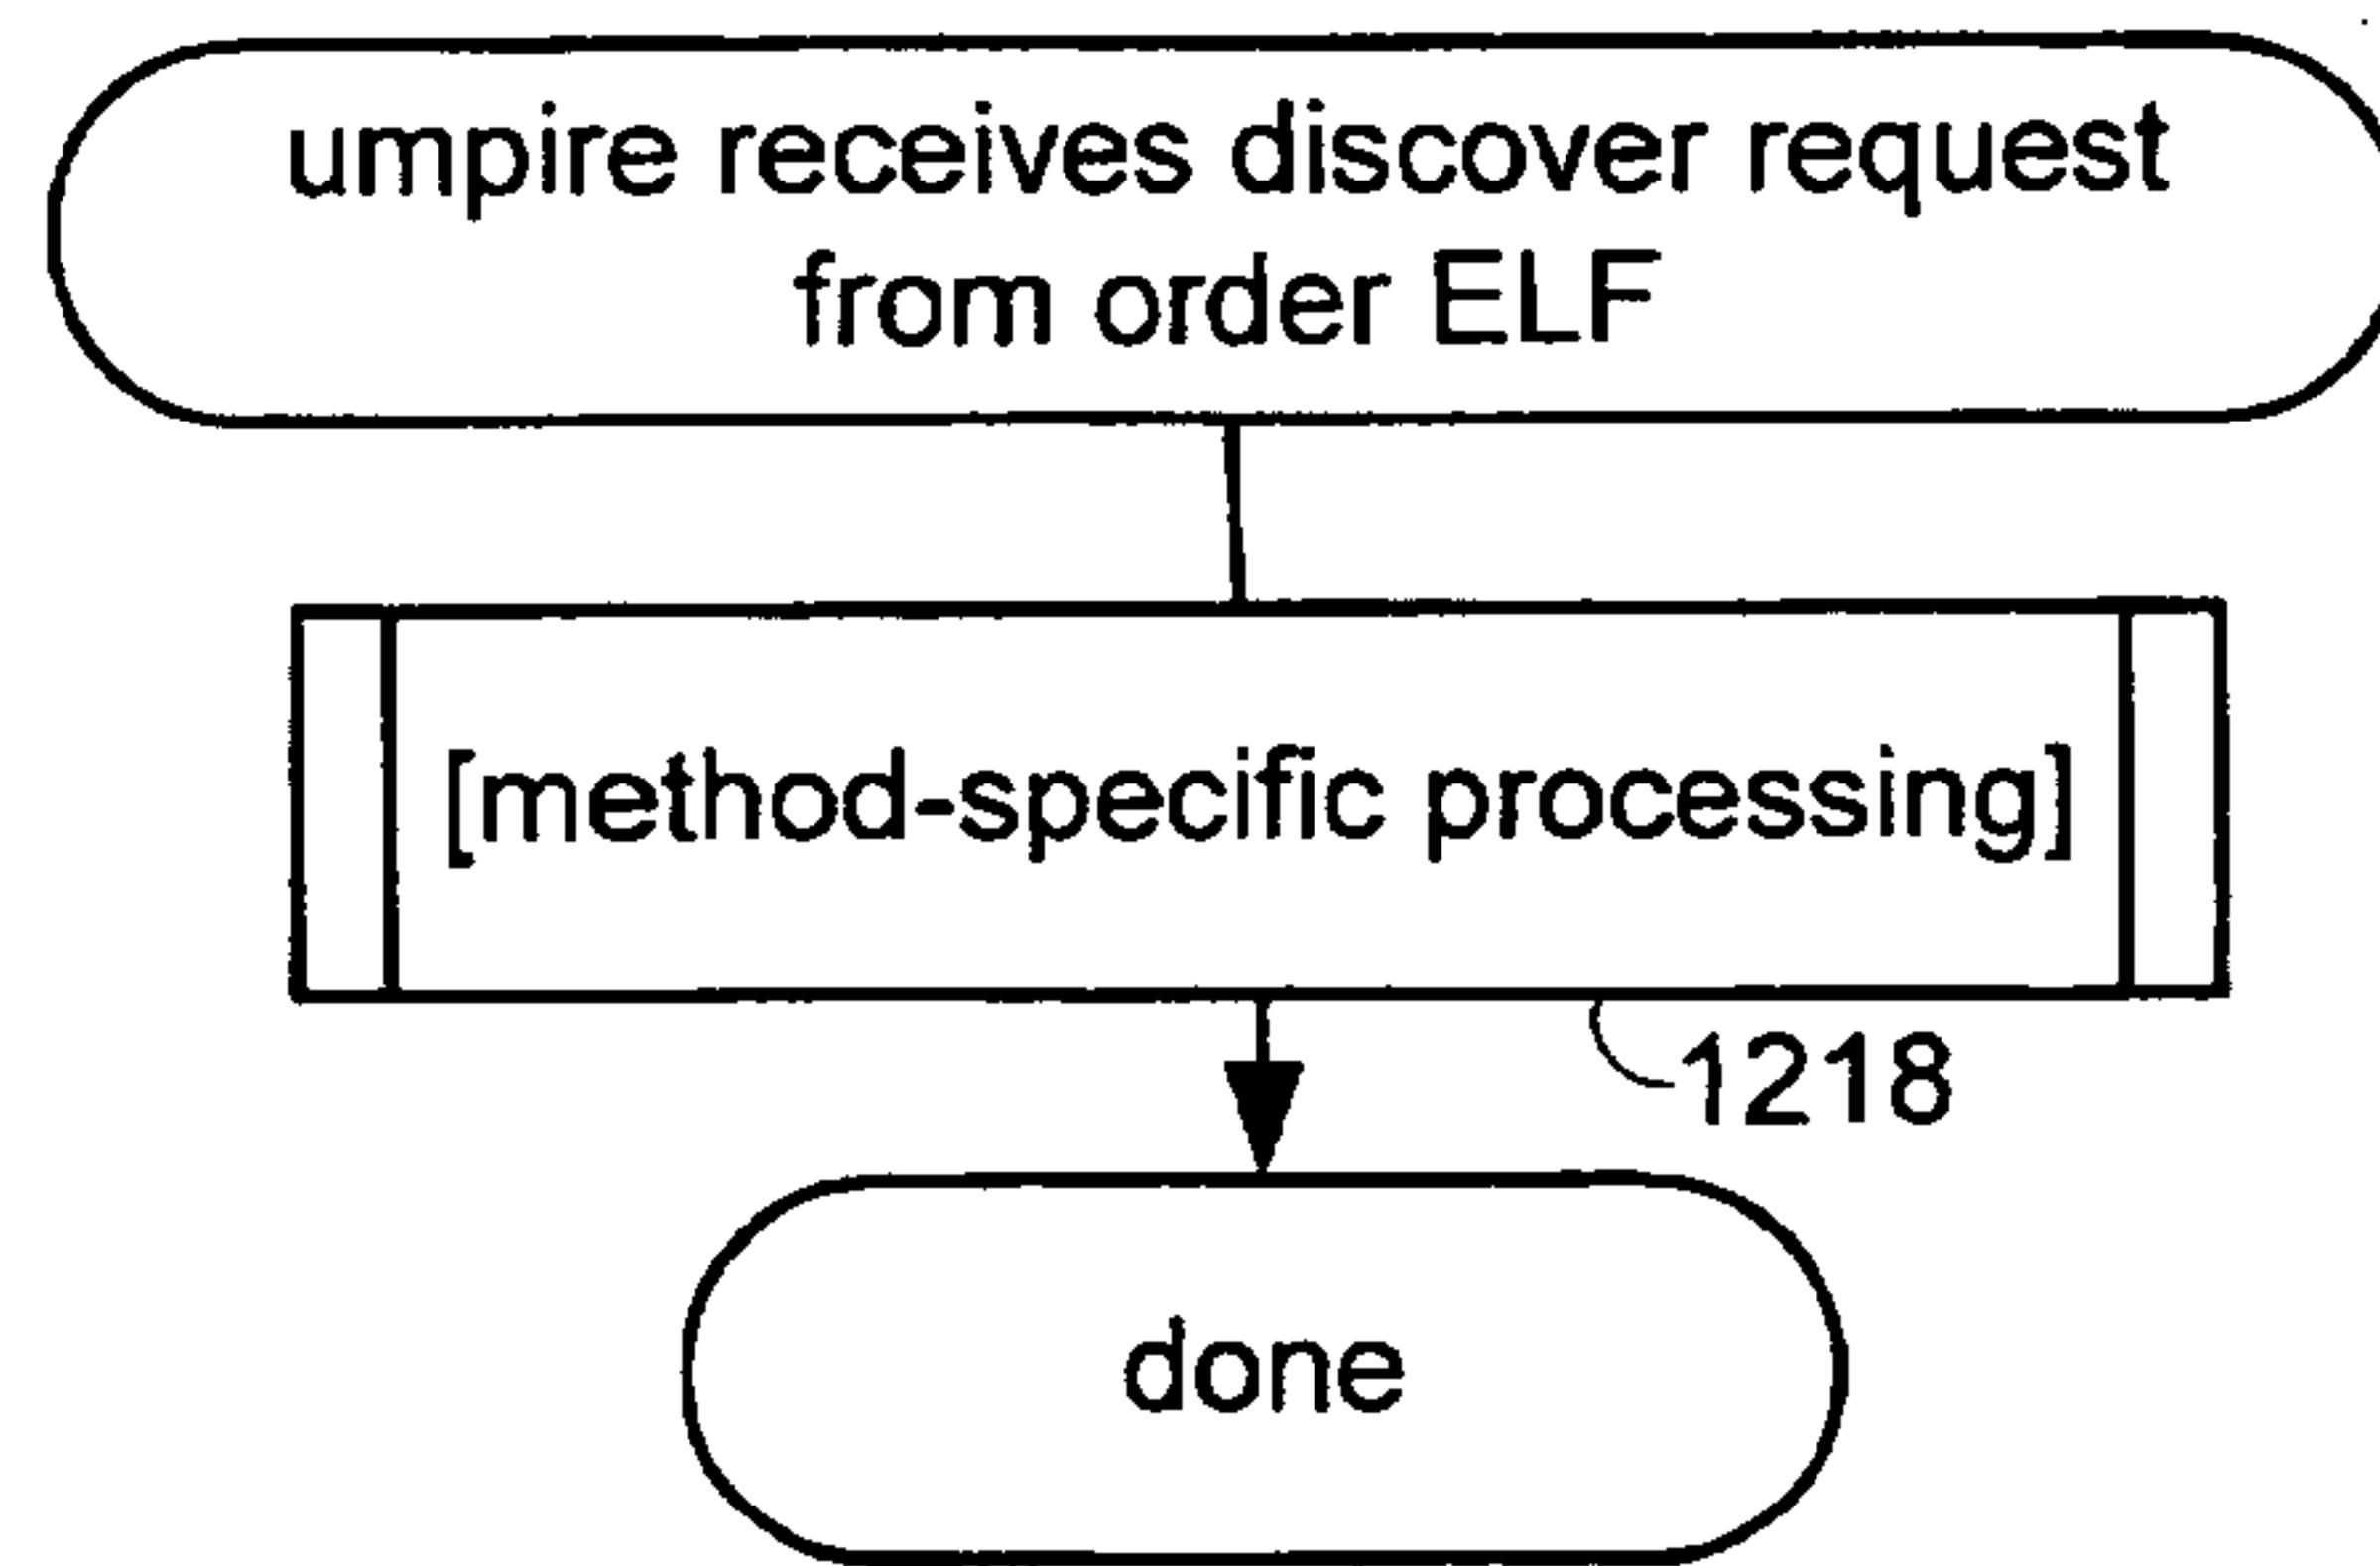 umpire receives discover request
from order ELF
[method-specific processing]
1218
done